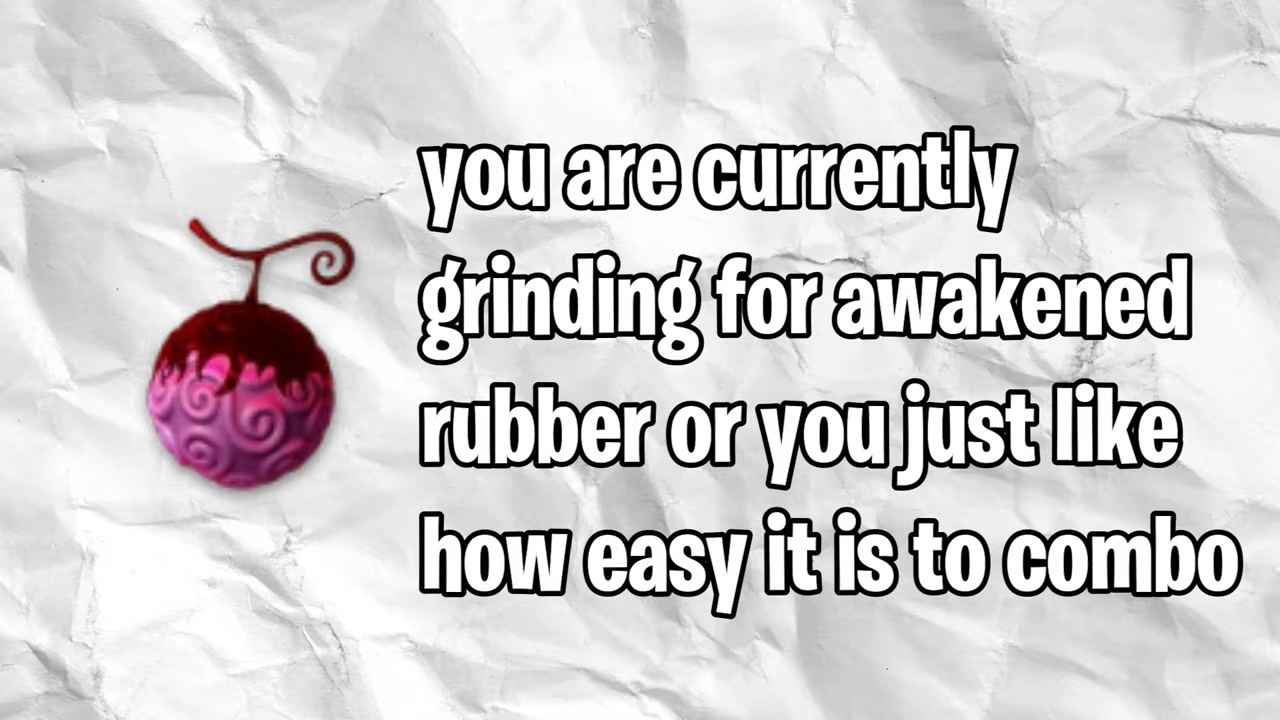 you are currently
grinding for awakened
rubber or you just like
how easy it is to combo